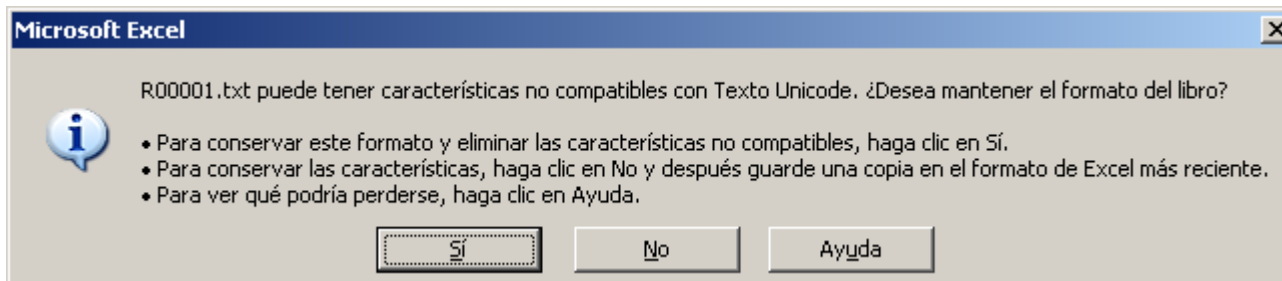 Microsoft Excel
R00001.txt puede tener características no compatibles con Texto Unicode. ¿Desea mantener el formato del libro?
• Para conservar este formato y eliminar las características no compatibles, haga clic en Sí.
• Para conservar las características, haga clic en No y después guarde una copia en el formato de Excel más reciente.
• Para ver qué podría perderse, haga clic en Ayuda.
Sí No Ayuda